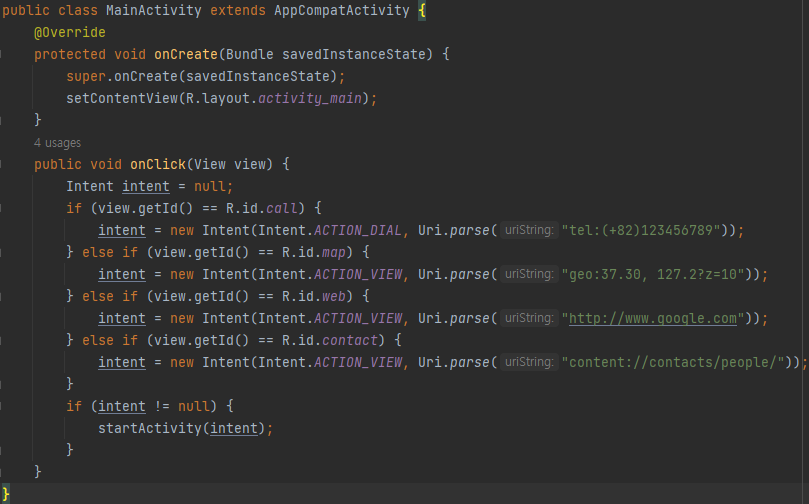 public class MainActivity extends AppCompatActivity {
@Override
protected void onCreate(Bundle savedInstanceState) {
super.onCreate(savedInstanceState);
setContentView(R.layout.activity_main);
}
4 usages
public void onClick(View view) {
Intent intent = null;
if (view.getId() == R.id.call) {
intent = new Intent(Intent.ACTION_DIAL, Uri.parse( uriString: "tel:(+82)123456789"));
} else if (view.getId() == R.id.map) {
intent = new Intent(Intent.ACTION_VIEW, Uri.parse( uriString: "geo:37.30, 127.2?z=10"));
} else if (view.getId() == R.id.web) {
intent = new Intent(Intent.ACTION_VIEW, Uri.parse( uriString: "http://www.google.com"));
} else if (view.getId() == R.id.contact) {
intent = new Intent(Intent.ACTION_VIEW, Uri.parse( uriString: "content://contacts/people/"));
}
if (intent != null) {
startActivity(intent);
}
}
}